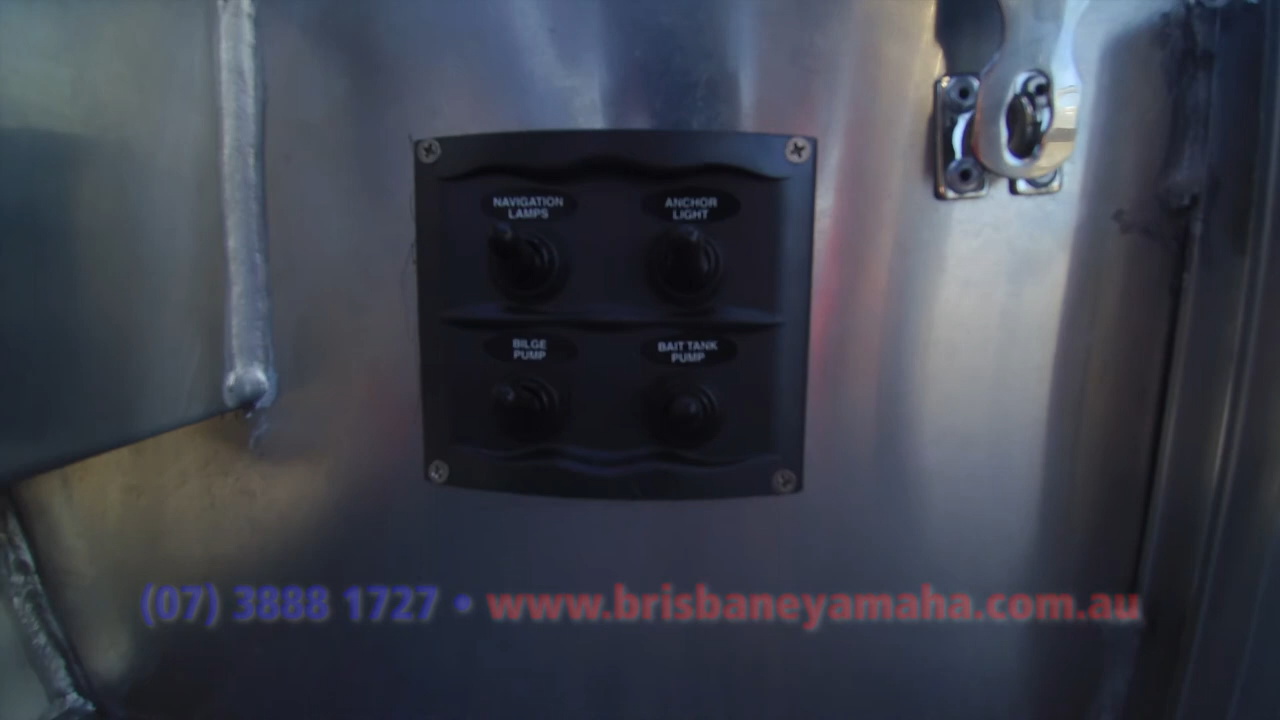 NAVIGATION
LAMPS
ANCHOR
LIGHT
BILGE
PUMP
BAIT TANK
PUMP
(07) 3888 1727 • www.brisbaneyamaha.com.au